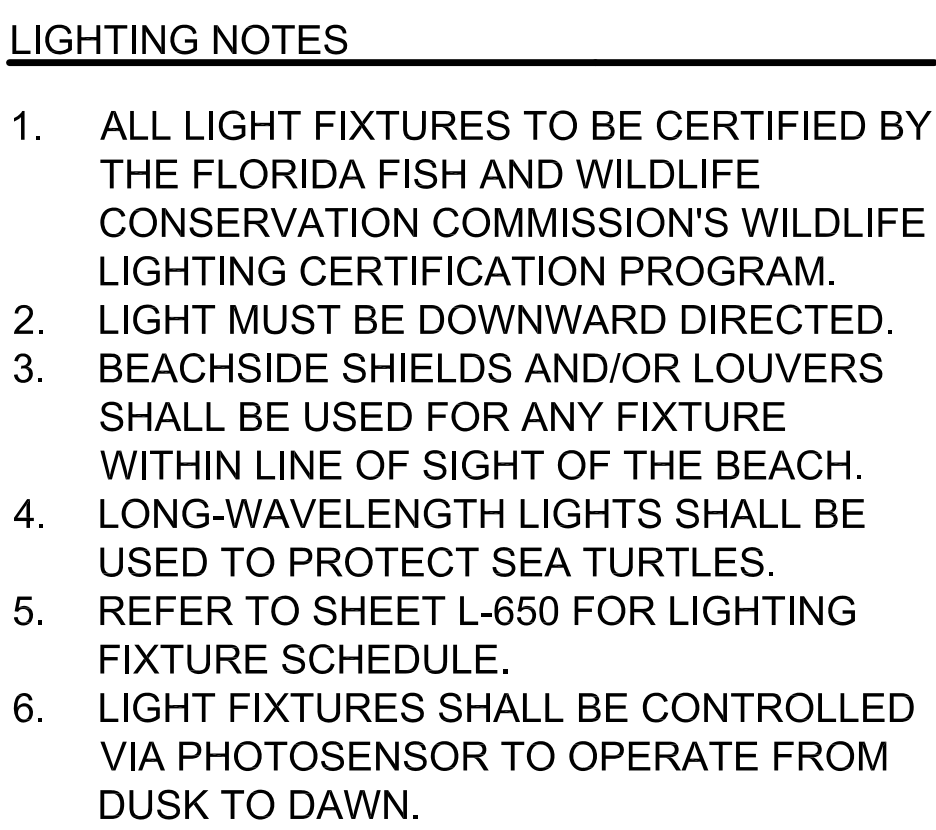 LIGHTING NOTES
1. ALL LIGHT FIXTURES TO BE CERTIFIED BY
THE FLORIDA FISH AND WILDLIFE
CONSERVATION COMMISSION'S WILDLIFE
LIGHTING CERTIFICATION PROGRAM.
2. LIGHT MUST BE DOWNWARD DIRECTED.
3. BEACHSIDE SHIELDS AND/OR LOUVERS
SHALL BE USED FOR ANY FIXTURE
WITHIN LINE OF SIGHT OF THE BEACH.
4. LONG-WAVELENGTH LIGHTS SHALL BE
USED TO PROTECT SEA TURTLES.
5. REFER TO SHEET L-650 FOR LIGHTING
FIXTURE SCHEDULE.
6. LIGHT FIXTURES SHALL BE CONTROLLED
VIA PHOTOSENSOR TO OPERATE FROM
DUSK TO DAWN.